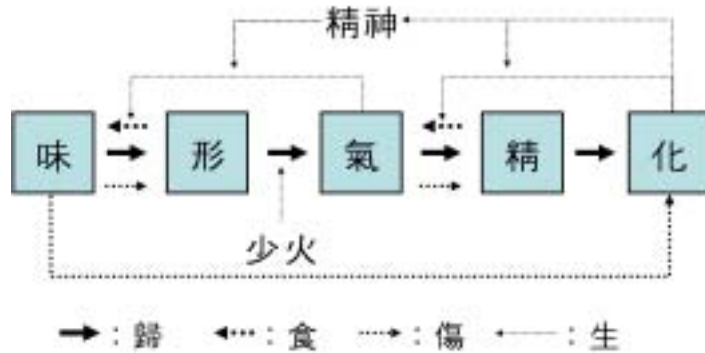 精神
味 形 氣 精 化
少火
：歸 ：食 ：傷 ：生